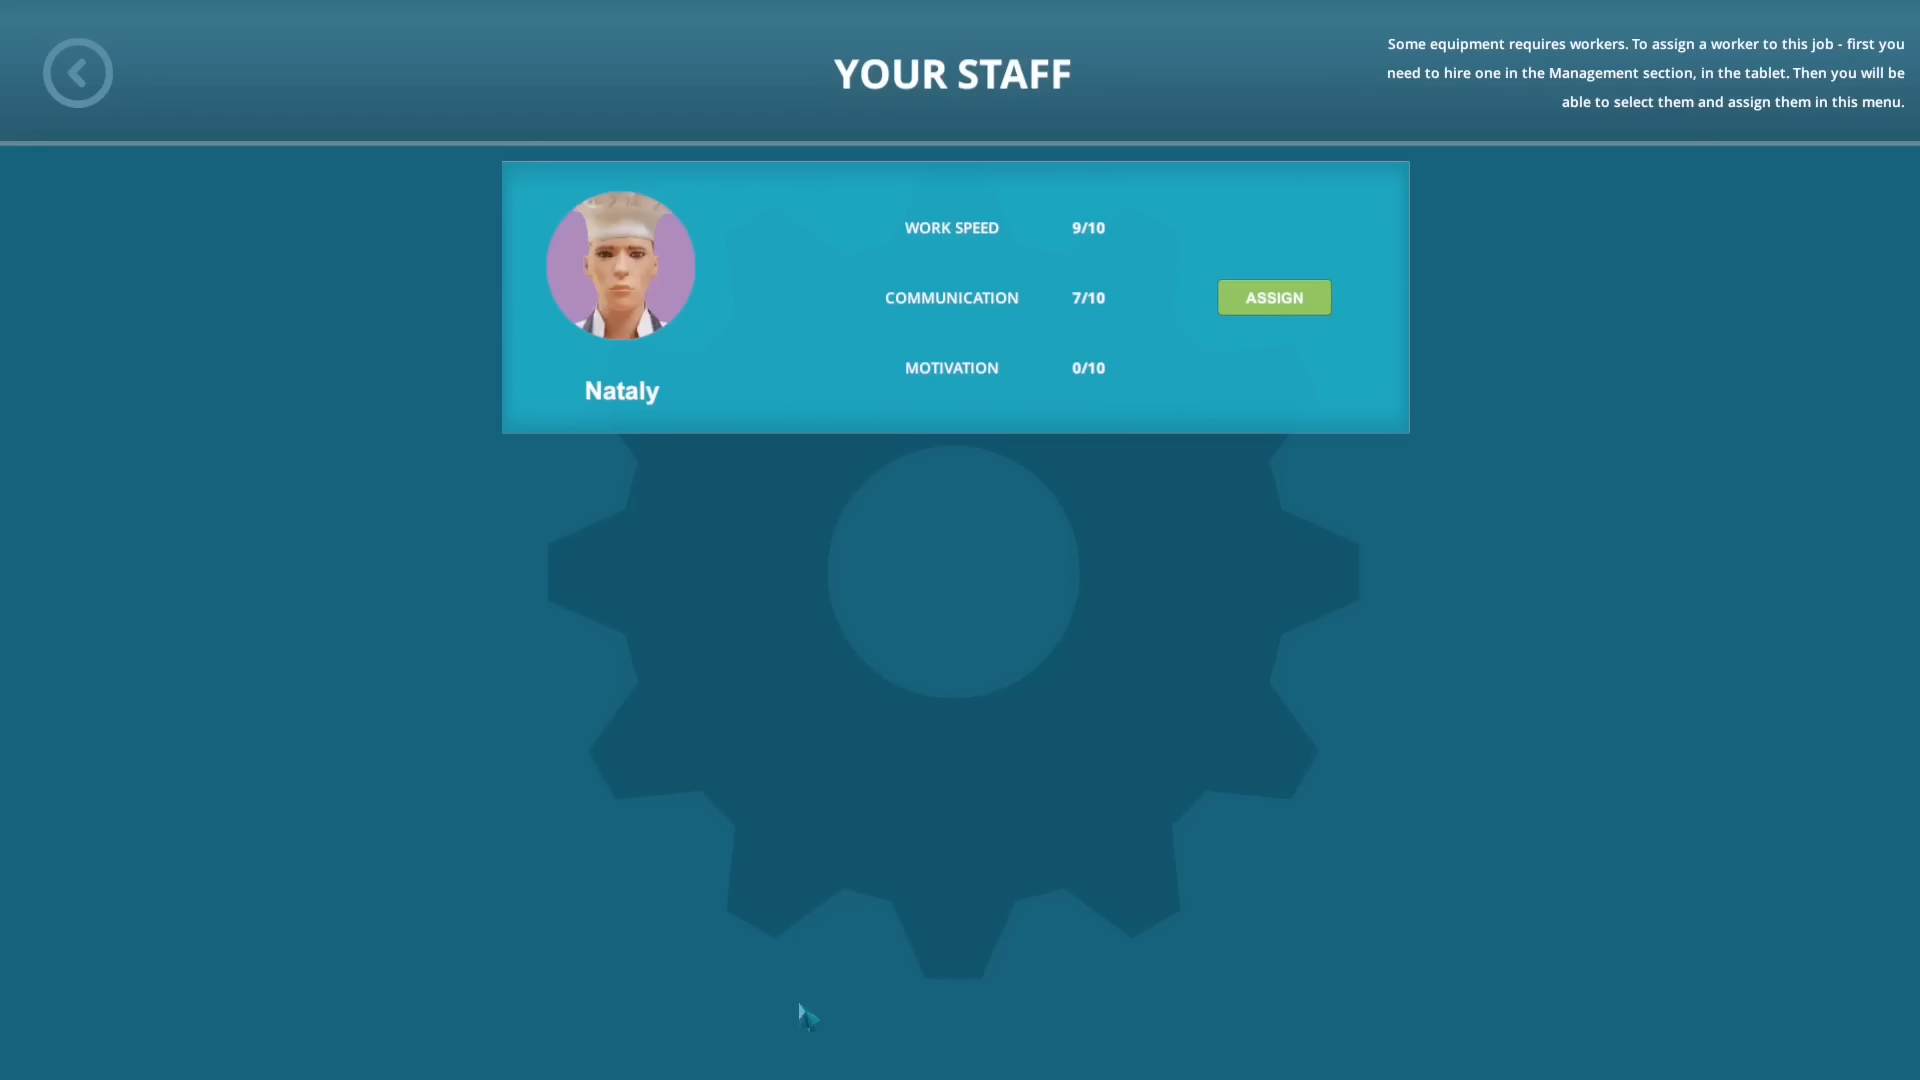 YOUR STAFF
Some equipment requires workers. To assign a worker to this job - first you
need to hire one in the Management section, in the tablet. Then you will be
able to select them and assign them in this menu.
WORK SPEED 9/10
COMMUNICATION 7/10
ASSIGN
MOTIVATION 0/10
Nataly